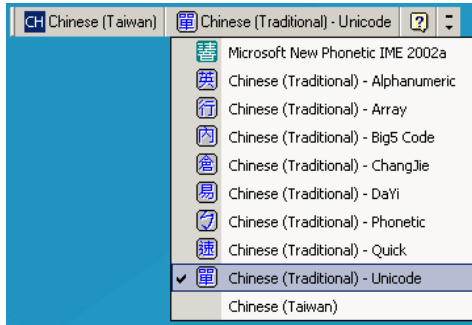 CH Chinese (Taiwan) 單 Chinese (Traditional) - Unicode ?
Microsoft New Phonetic IME 2002a
英 Chinese (Traditional) - Alphanumeric
行 Chinese (Traditional) - Array
內 Chinese (Traditional) - Big5 Code
倉 Chinese (Traditional) - ChangJie
易 Chinese (Traditional) - DaYi
ㄅ Chinese (Traditional) - Phonetic
速 Chinese (Traditional) - Quick
單 Chinese (Traditional) - Unicode
Chinese (Taiwan)